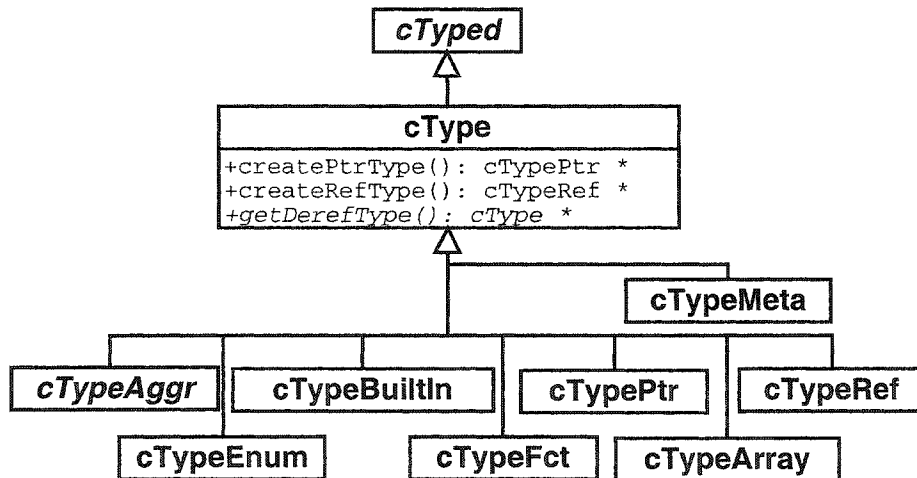 cTyped
cType
+createPtrType(): cTypePtr *
+createRefType(): cTypeRef *
+getDerefType(): cType *
cTypeMeta
cTypeAggr
cTypeBuiltIn
cTypePtr
cTypeRef
cTypeEnum
cTypeFct
cTypeArray